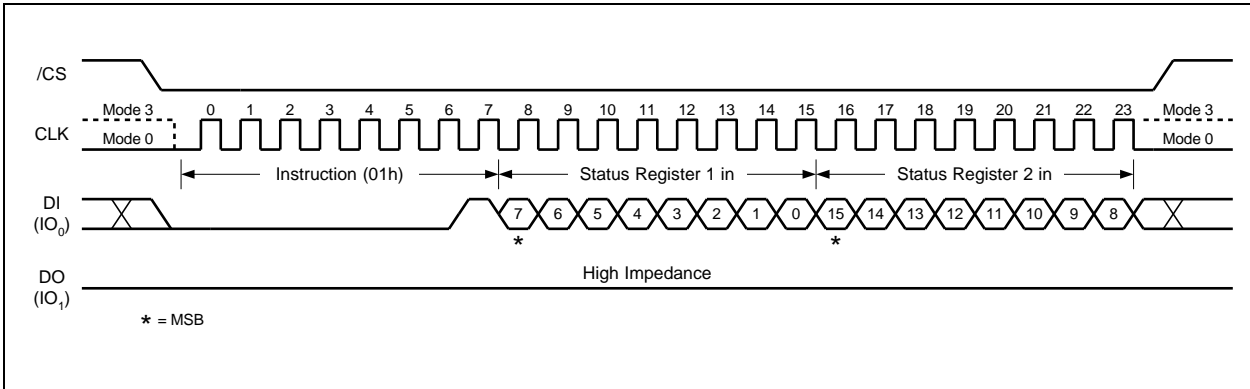 /CS
Mode 3 0 1 2 3 4 5 6 7 8 9 10 11 12 13 14 15 16 17 18 19 20 21 22 23 Mode 3
CLK
Mode 0 Mode 0
Instruction (01h) Status Register 1 in Status Register 2 in
DI
(IO0)
7 6 5 4 3 2 1 0 15 14 13 12 11 10 9 8
* *
High Impedance
DO
(IO1)
* = MSB